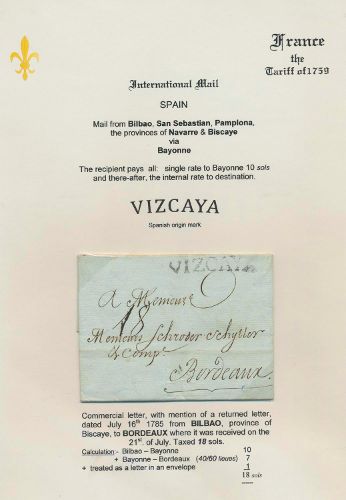 France
the
Tariff of 1759
International Mail
SPAIN
Mail from Bilbao, San Sebastian, Pamplona,
the provinces of Navarre & Biscaye
via
Bayonne
The recipient pays all: single rate to Bayonne 10 sols
and there-after, the internal rate to destination.
VIZCAYA
Spanish origin mark
VIZCAYA
A Messieurs
18
Messieurs Schroder Schyller
& Comp.
à Bordeaux.
Commercial letter, with mention of a returned letter,
dated July 16th 1785 from BILBAO, province of
Biscaye, to BORDEAUX where it was received on the
21st. of July. Taxed 18 sols.
Calculation:- Bilbao – Bayonne 10
+ Bayonne – Bordeaux (40/60 lieues) 7
+ treated as a letter in an envelope 1
18 sols